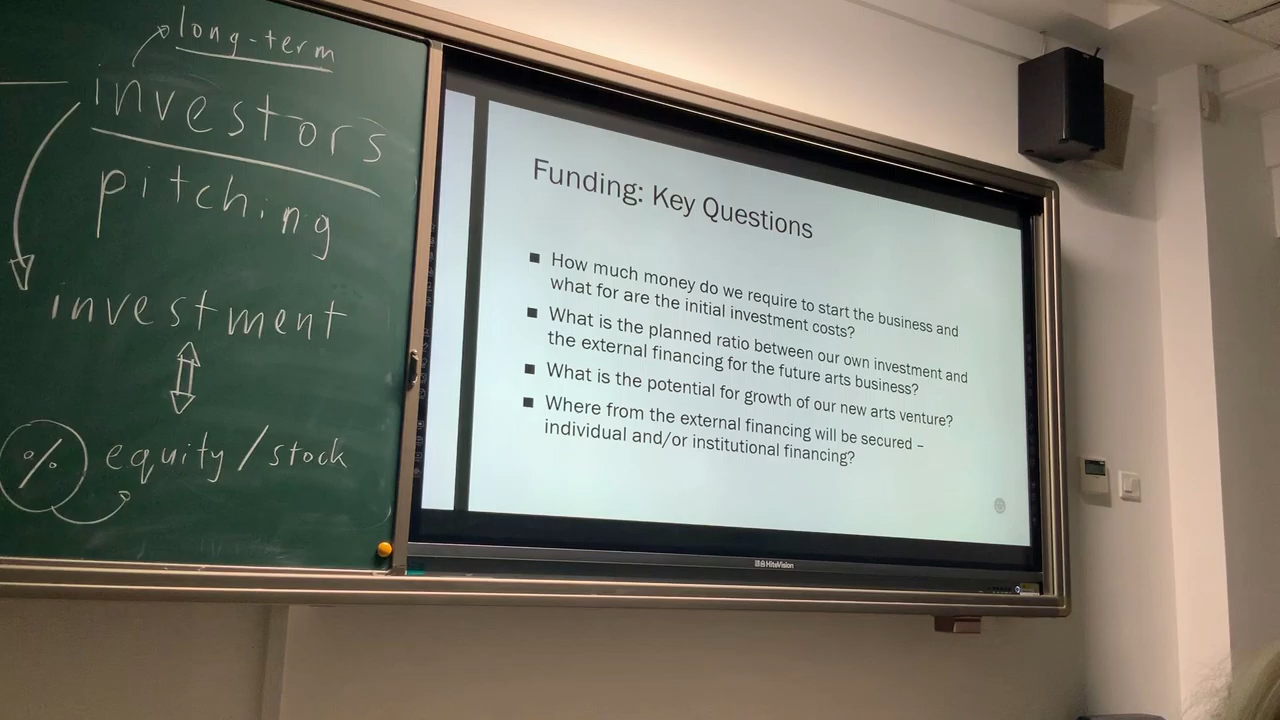 long-term
investors
pitching
investment
% equity/stock
Funding: Key Questions
■ How much money do we require to start the business and
what for are the initial investment costs?
■ What is the planned ratio between our own investment and
the external financing for the future arts business?
■ What is the potential for growth of our new arts venture?
■ Where from the external financing will be secured –
individual and/or institutional financing?
HiteVision